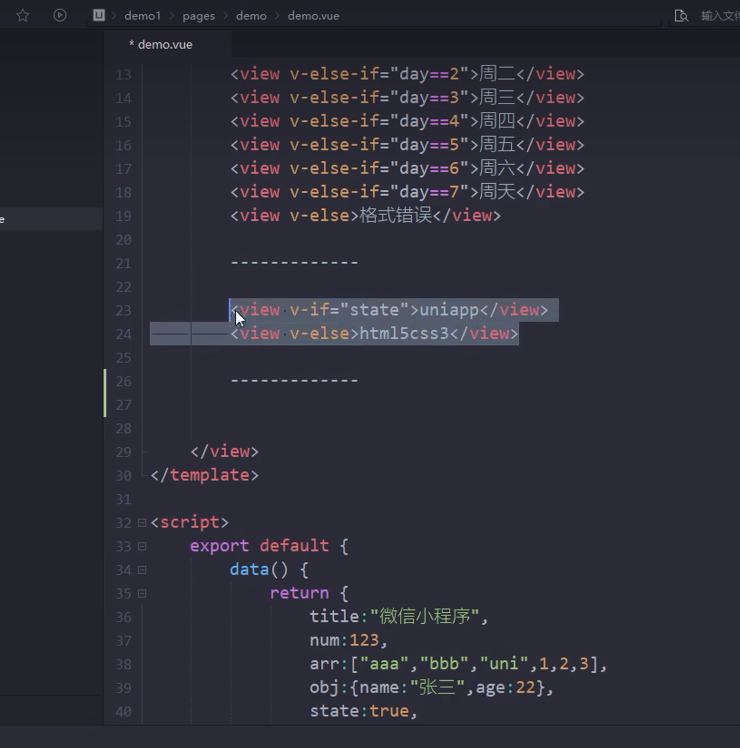 demo1 > pages > demo > demo.vue 输入文件
* demo.vue
13 <view v-else-if="day==2">周二</view>
14 <view v-else-if="day==3">周三</view>
15 <view v-else-if="day==4">周四</view>
16 <view v-else-if="day==5">周五</view>
17 <view v-else-if="day==6">周六</view>
18 <view v-else-if="day==7">周天</view>
19 <view v-else>格式错误</view>
20
21 -------------
22
23 <view v-if="state">uniapp</view>
24 <view v-else>html5css3</view>
25
26 -------------
27
28
29 </view>
30 </template>
31
32 <script>
33 export default {
34 data() {
35 return {
36 title:"微信小程序",
37 num:123,
38 arr:["aaa","bbb","uni",1,2,3],
39 obj:{name:"张三",age:22},
40 state:true,